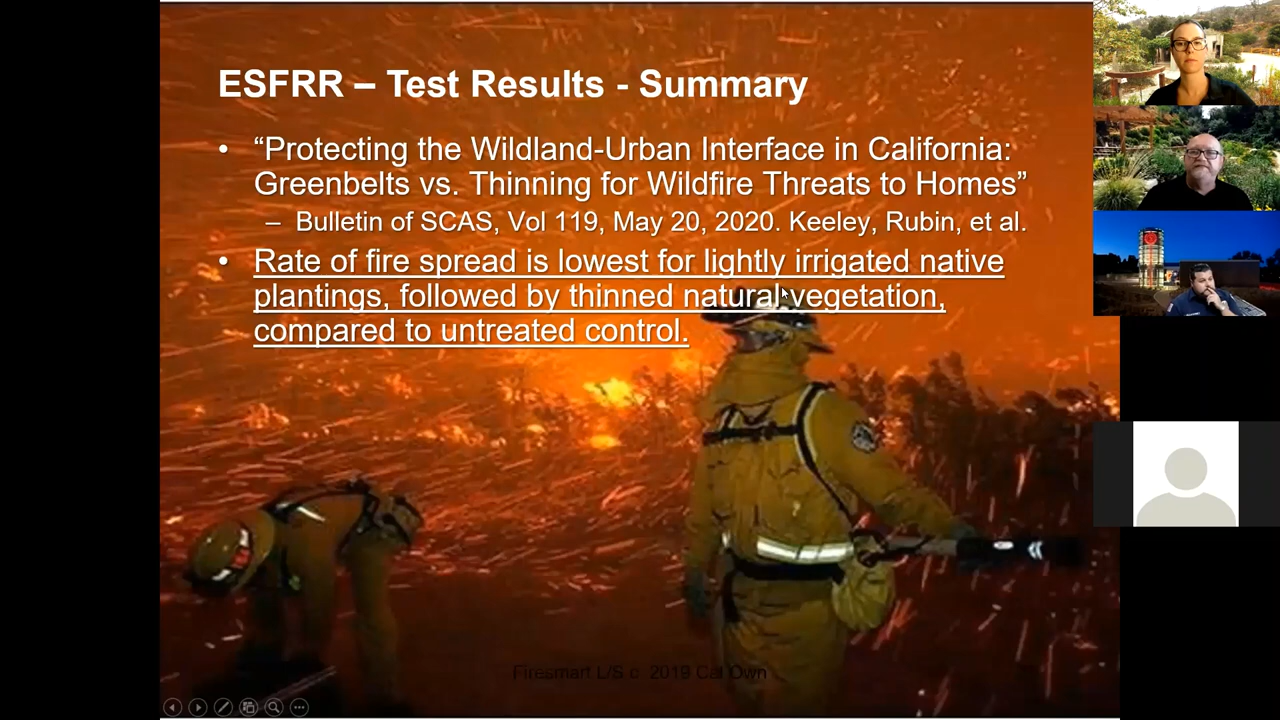 ESFRR – Test Results - Summary
• “Protecting the Wildland-Urban Interface in California:
Greenbelts vs. Thinning for Wildfire Threats to Homes”
– Bulletin of SCAS, Vol 119, May 20, 2020. Keeley, Rubin, et al.
• Rate of fire spread is lowest for lightly irrigated native
plantings, followed by thinned natural vegetation,
compared to untreated control.
Firesmart L/S c 2019 Cal Own